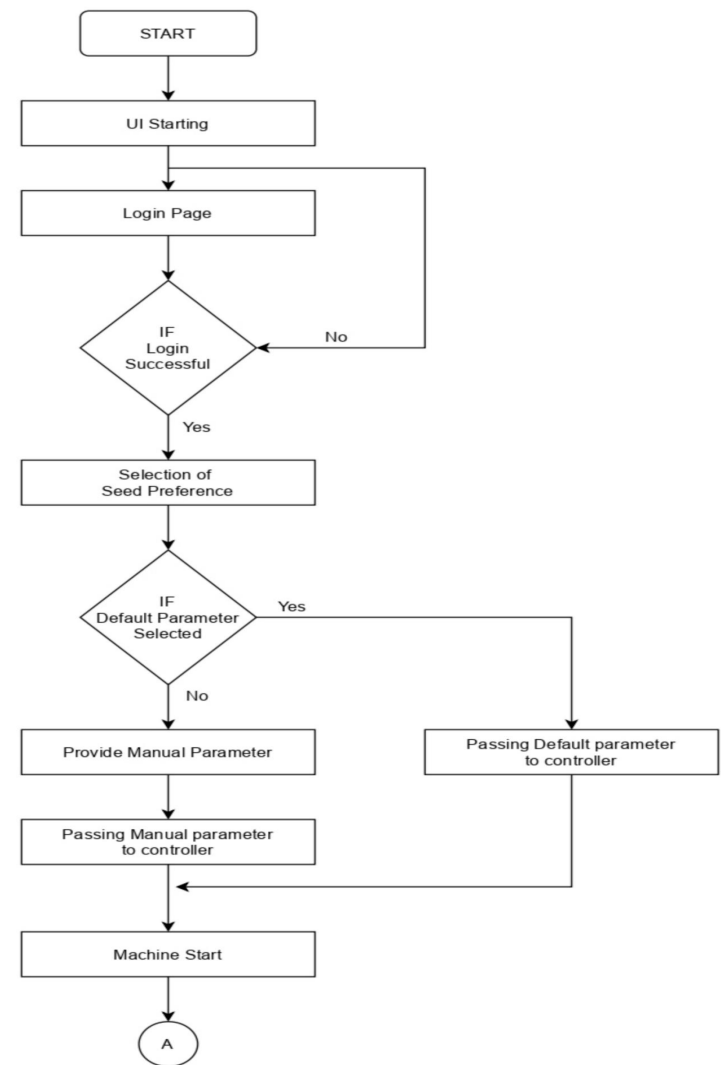 START
UI Starting
Login Page
IF
Login
Successful
No
Yes
Selection of
Seed Preference
IF
Default Parameter
Selected
Yes
No
Provide Manual Parameter
Passing Default parameter
to controller
Passing Manual parameter
to controller
Machine Start
A